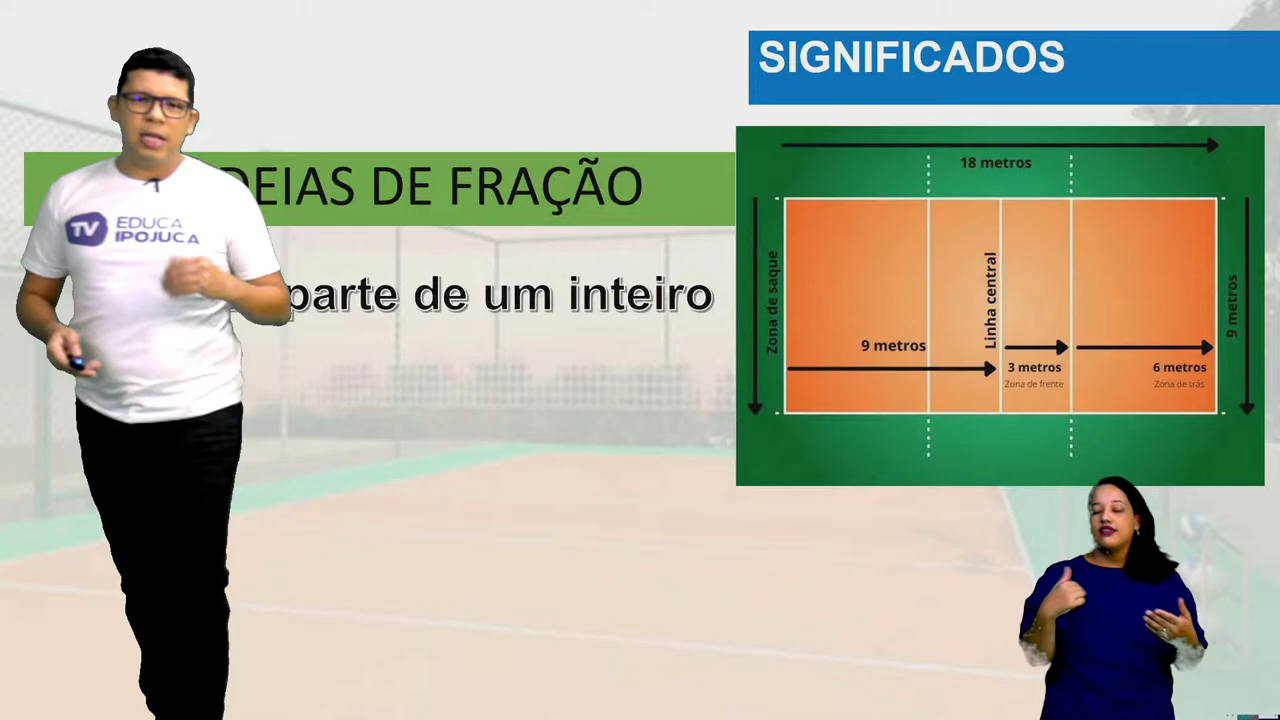 SIGNIFICADOS
DEIAS DE FRAÇÃO
parte de um inteiro
TV EDUCA
IPOJUCA
18 metros
Zona de saque
Linha central
9 metros
9 metros
3 metros
Zona de frente
6 metros
Zona de trás